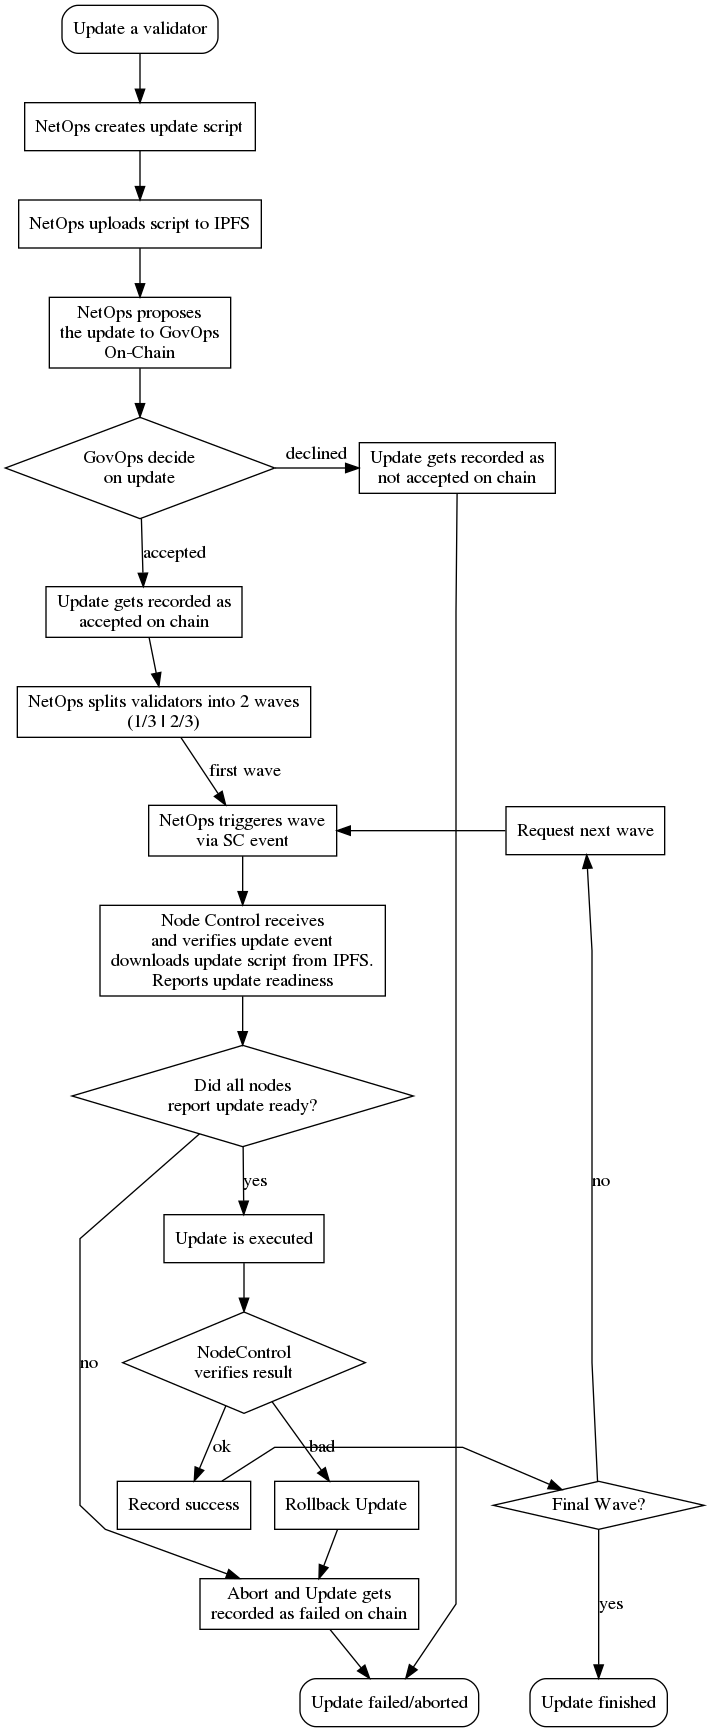 Update a validator
NetOps creates update script
NetOps uploads script to IPFS
NetOps proposes
the update to GovOps
On-Chain
GovOps decide
on update
declined
Update gets recorded as
not accepted on chain
accepted
Update gets recorded as
accepted on chain
NetOps splits validators into 2 waves
(1/3 | 2/3)
first wave
NetOps triggeres wave
via SC event
Request next wave
Node Control receives
and verifies update event
downloads update script from IPFS.
Reports update readiness
Did all nodes
report update ready?
yes
no
Update is executed
NodeControl
verifies result
no
ok
bad
Record success
Rollback Update
Final Wave?
Abort and Update gets
recorded as failed on chain
yes
Update failed/aborted
Update finished